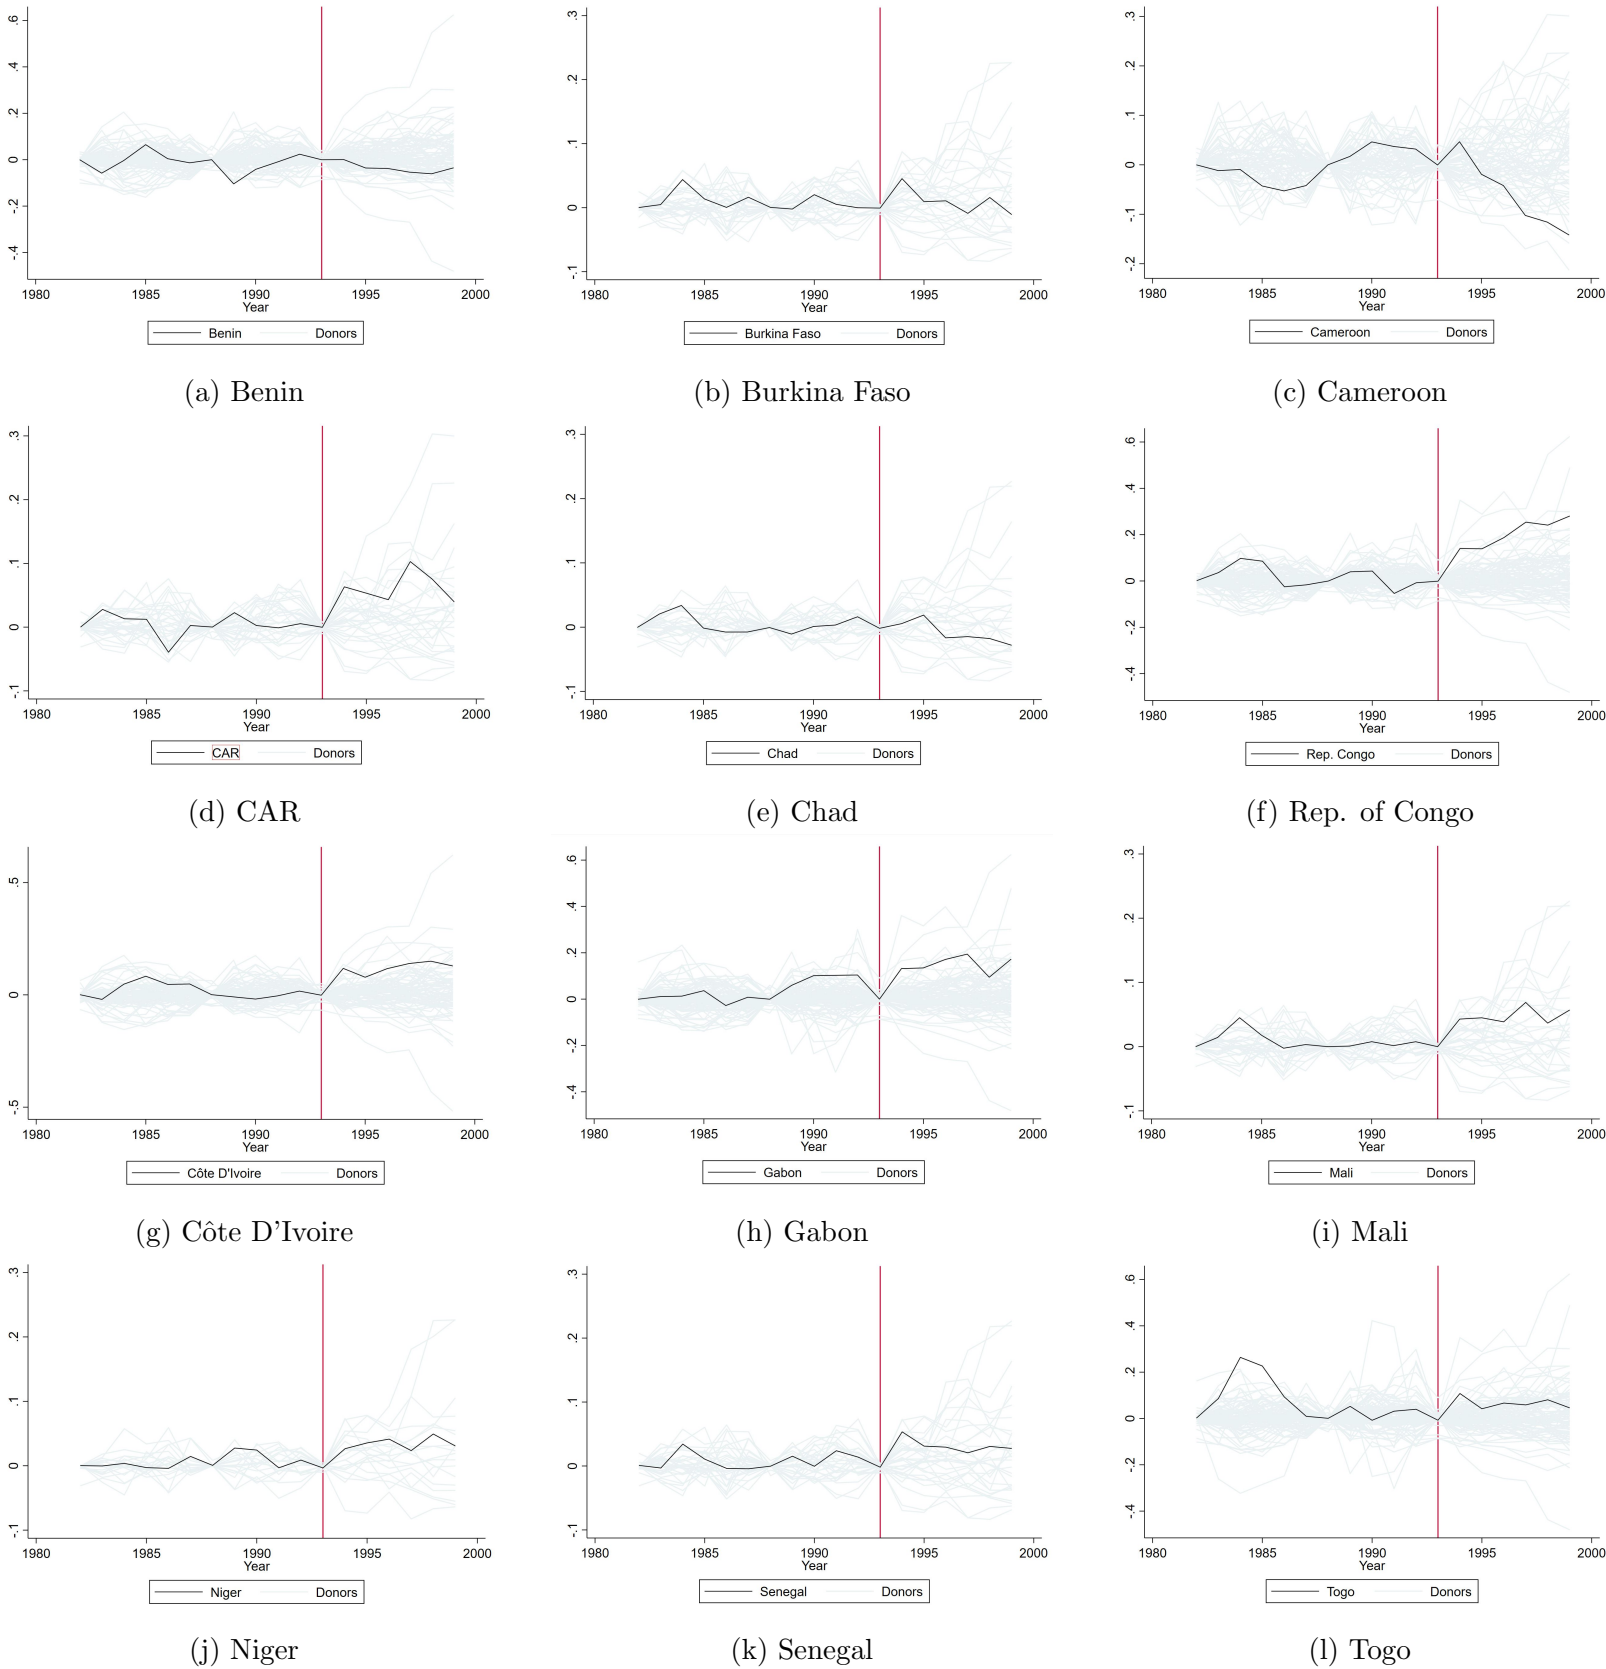 .6
.4
.2
0
-.2
-.4
1980 1985 1990 1995 2000
Year
Benin Donors
(a) Benin
.3
.2
.1
0
-.1
1980 1985 1990 1995 2000
Year
Burkina Faso Donors
(b) Burkina Faso
.3
.2
.1
0
-.1
-.2
1980 1985 1990 1995 2000
Year
Cameroon Donors
(c) Cameroon
.3
.2
.1
0
-.1
1980 1985 1990 1995 2000
Year
CAR Donors
(d) CAR
.3
.2
.1
0
-.1
1980 1985 1990 1995 2000
Year
Chad Donors
(e) Chad
.6
.4
.2
0
-.2
-.4
1980 1985 1990 1995 2000
Year
Rep. Congo Donors
(f) Rep. of Congo
.5
0
-.5
1980 1985 1990 1995 2000
Year
Côte D'Ivoire Donors
(g) Côte D'Ivoire
.6
.4
.2
0
-.2
-.4
1980 1985 1990 1995 2000
Year
Gabon Donors
(h) Gabon
.3
.2
.1
0
-.1
1980 1985 1990 1995 2000
Year
Mali Donors
(i) Mali
.3
.2
.1
0
-.1
1980 1985 1990 1995 2000
Year
Niger Donors
(j) Niger
.3
.2
.1
0
-.1
1980 1985 1990 1995 2000
Year
Senegal Donors
(k) Senegal
.6
.4
.2
0
-.2
-.4
1980 1985 1990 1995 2000
Year
Togo Donors
(l) Togo